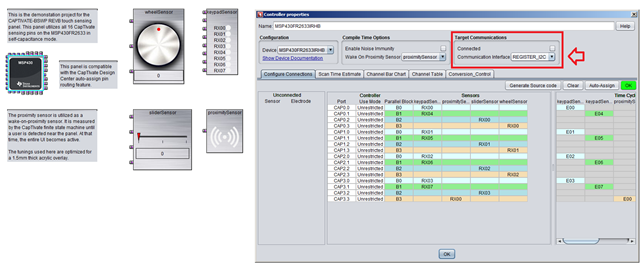 This is the demonstration project for the
CAPTIVATE-BSWP REVB touch sensing
panel. This panel utilizes all 16 CapTIvate
sensing pins on the MSP430FR2633 in
self-capacitance mode.
MSP430
This panel is compatible
with the CapTIvate Design
Center auto-assign pin
routing feature.
The proximity sensor is utilized as a
wake-on-proximity sensor. It is measured
by the CapTIvate finite state machine until
a user is detected near the panel. At that
time, the entire UI becomes active.
The tunings used here are optimized for
a 1.5mm thick acrylic overlay.
wheelSensor
0
keypadSensor
RX00
RX01
RX02
RX03
RX04
RX05
RX06
RX07
sliderSensor
0
proximitySensor
Controller properties
Name MSP430FR2633IRHB
Help
Configuration
Device MSP430FR2633IRHB
Show Device Documentation
Compile Time Options
Enable Noise Immunity
Wake On Proximity Sensor proximitySensor
Target Communications
Connected
Communication Interface REGISTER_I2C
Configure Connections Scan Time Estimate Channel Bar Chart Channel Table Conversion_Control
Generate Source code Clear Auto-Assign OK
Unconnected
Sensor Electrode
Controller Sensors Time Cycl
Port Use Mode Parallel Block keypadSen... proximitySe... sliderSensor wheelSensor keypadSen... keypadSen... proximityS
CAP0.0 Unrestricted B0 RX00 E00
CAP0.1 Unrestricted B1 RX04 E04
CAP0.2 Unrestricted B2 RX00
CAP0.3 Unrestricted B3 RX00
CAP1.0 Unrestricted B0 RX01 E01
CAP1.1 Unrestricted B1 RX05 E05
CAP1.2 Unrestricted B2 RX01
CAP1.3 Unrestricted B3 RX01
CAP2.0 Unrestricted B0 RX02 E02
CAP2.1 Unrestricted B1 RX06 E06
CAP2.2 Unrestricted B2 RX02
CAP2.3 Unrestricted B3 RX02
CAP3.0 Unrestricted B0 RX03 E03
CAP3.1 Unrestricted B1 RX07 E07
CAP3.2 Unrestricted B2 RX03
CAP3.3 Unrestricted B3 RX00 E00
OK